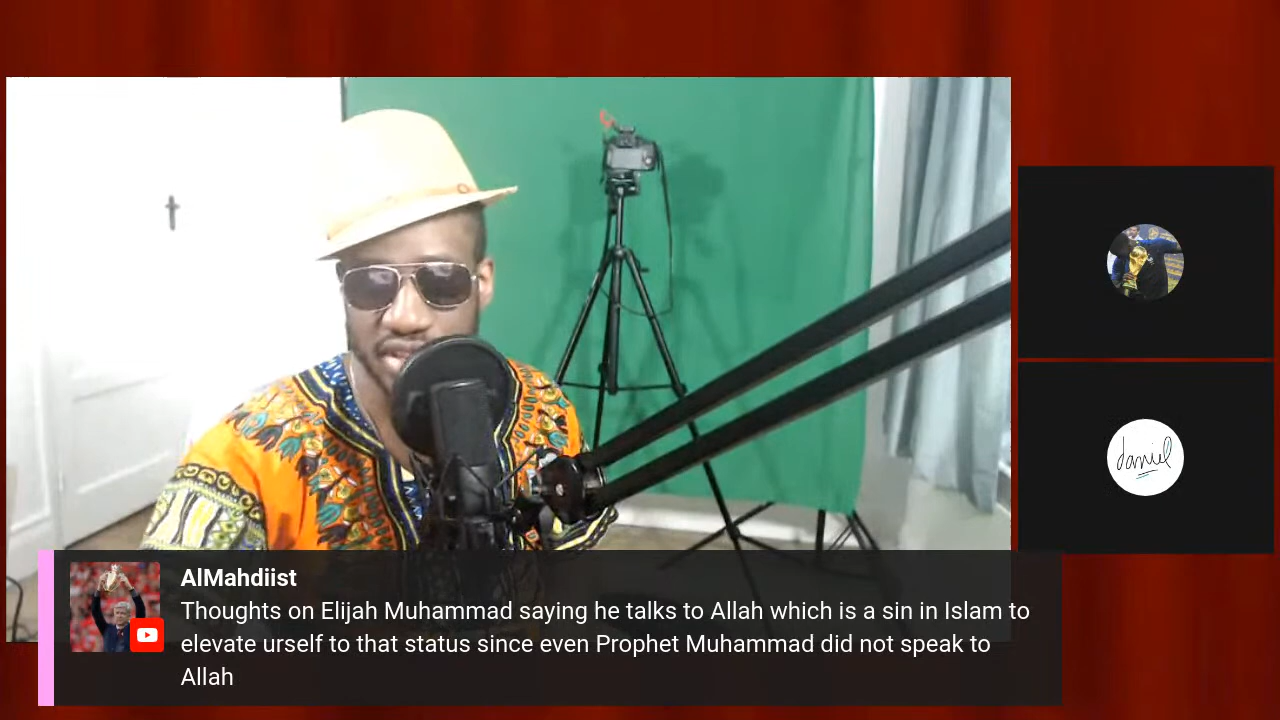 daniel
AlMahdiist
Thoughts on Elijah Muhammad saying he talks to Allah which is a sin in Islam to
elevate urself to that status since even Prophet Muhammad did not speak to
Allah